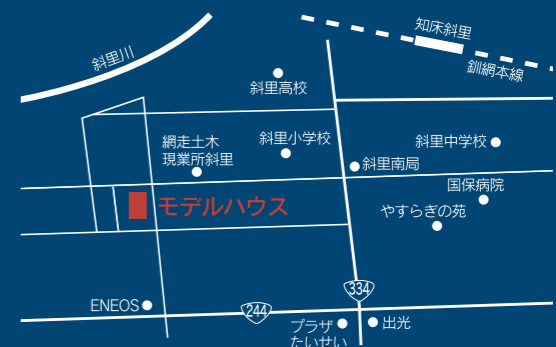 知床斜里
斜里川
釧網本線
斜里高校
網走土木
現業所斜里
斜里小学校
斜里中学校
斜里南局
国保病院
モデルハウス
やすらぎの苑
334
ENEOS
244
プラザ
たいせい
出光